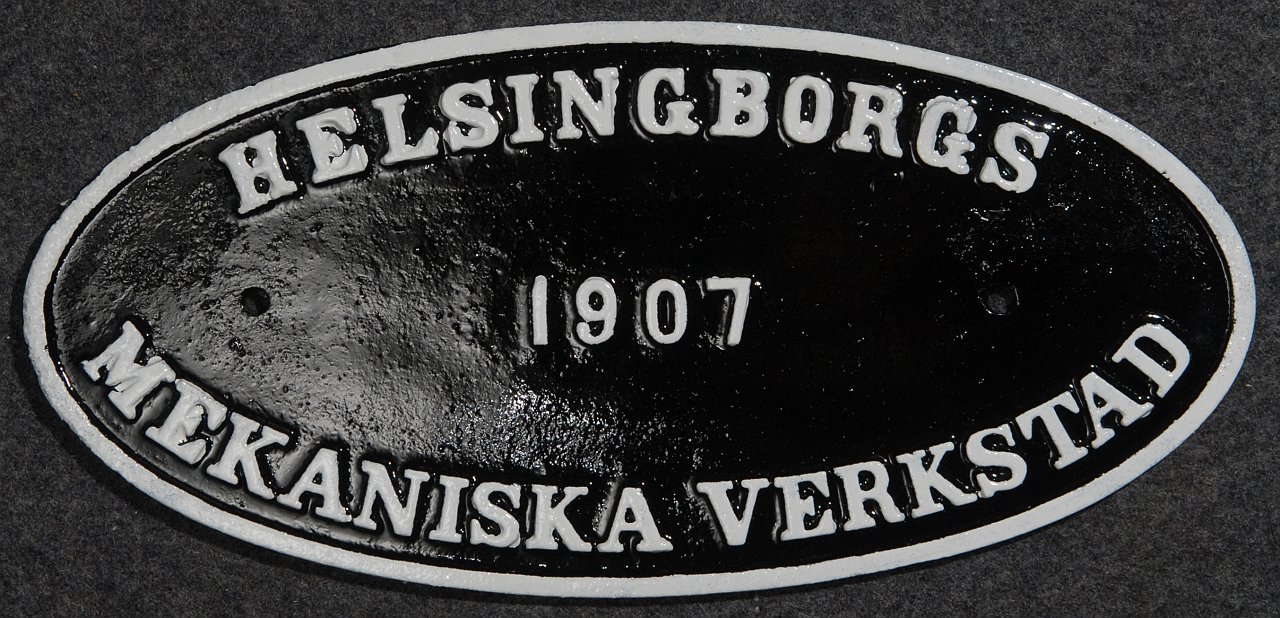 HELSINGBORGS
1907
MEKANISKA VERKSTAD